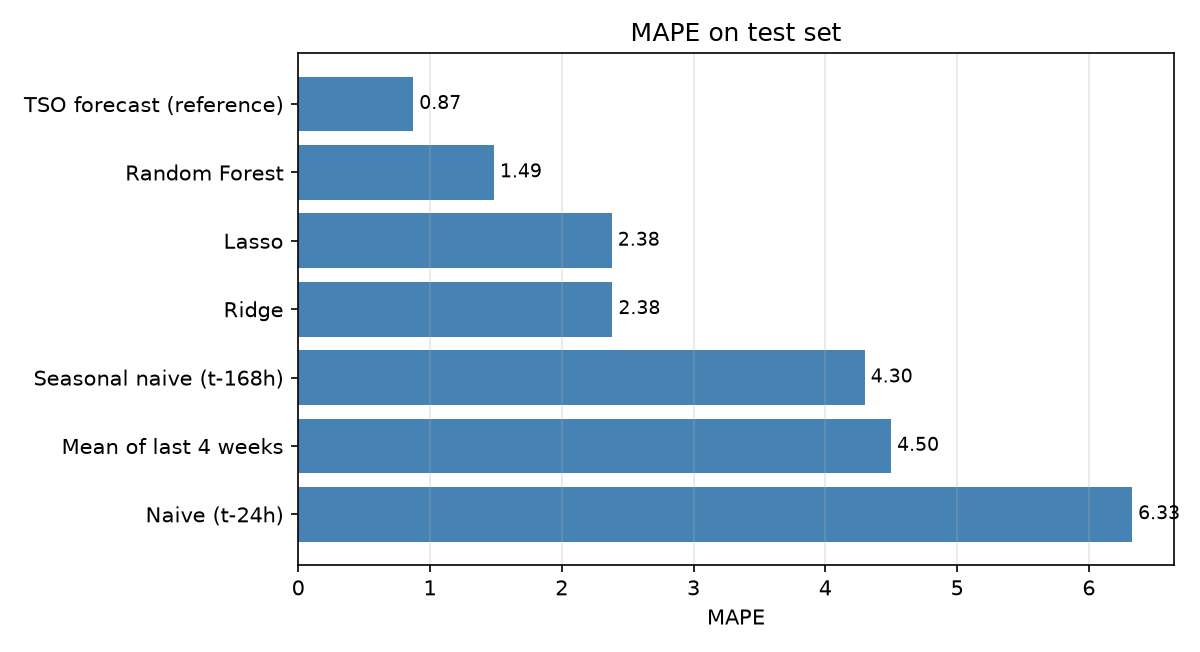 MAPE on test set
TSO forecast (reference)
0.87
Random Forest
1.49
Lasso
2.38
Ridge
2.38
Seasonal naive (t-168h)
4.30
Mean of last 4 weeks
4.50
Naive (t-24h)
6.33
0 1 2 3 4 5 6
MAPE